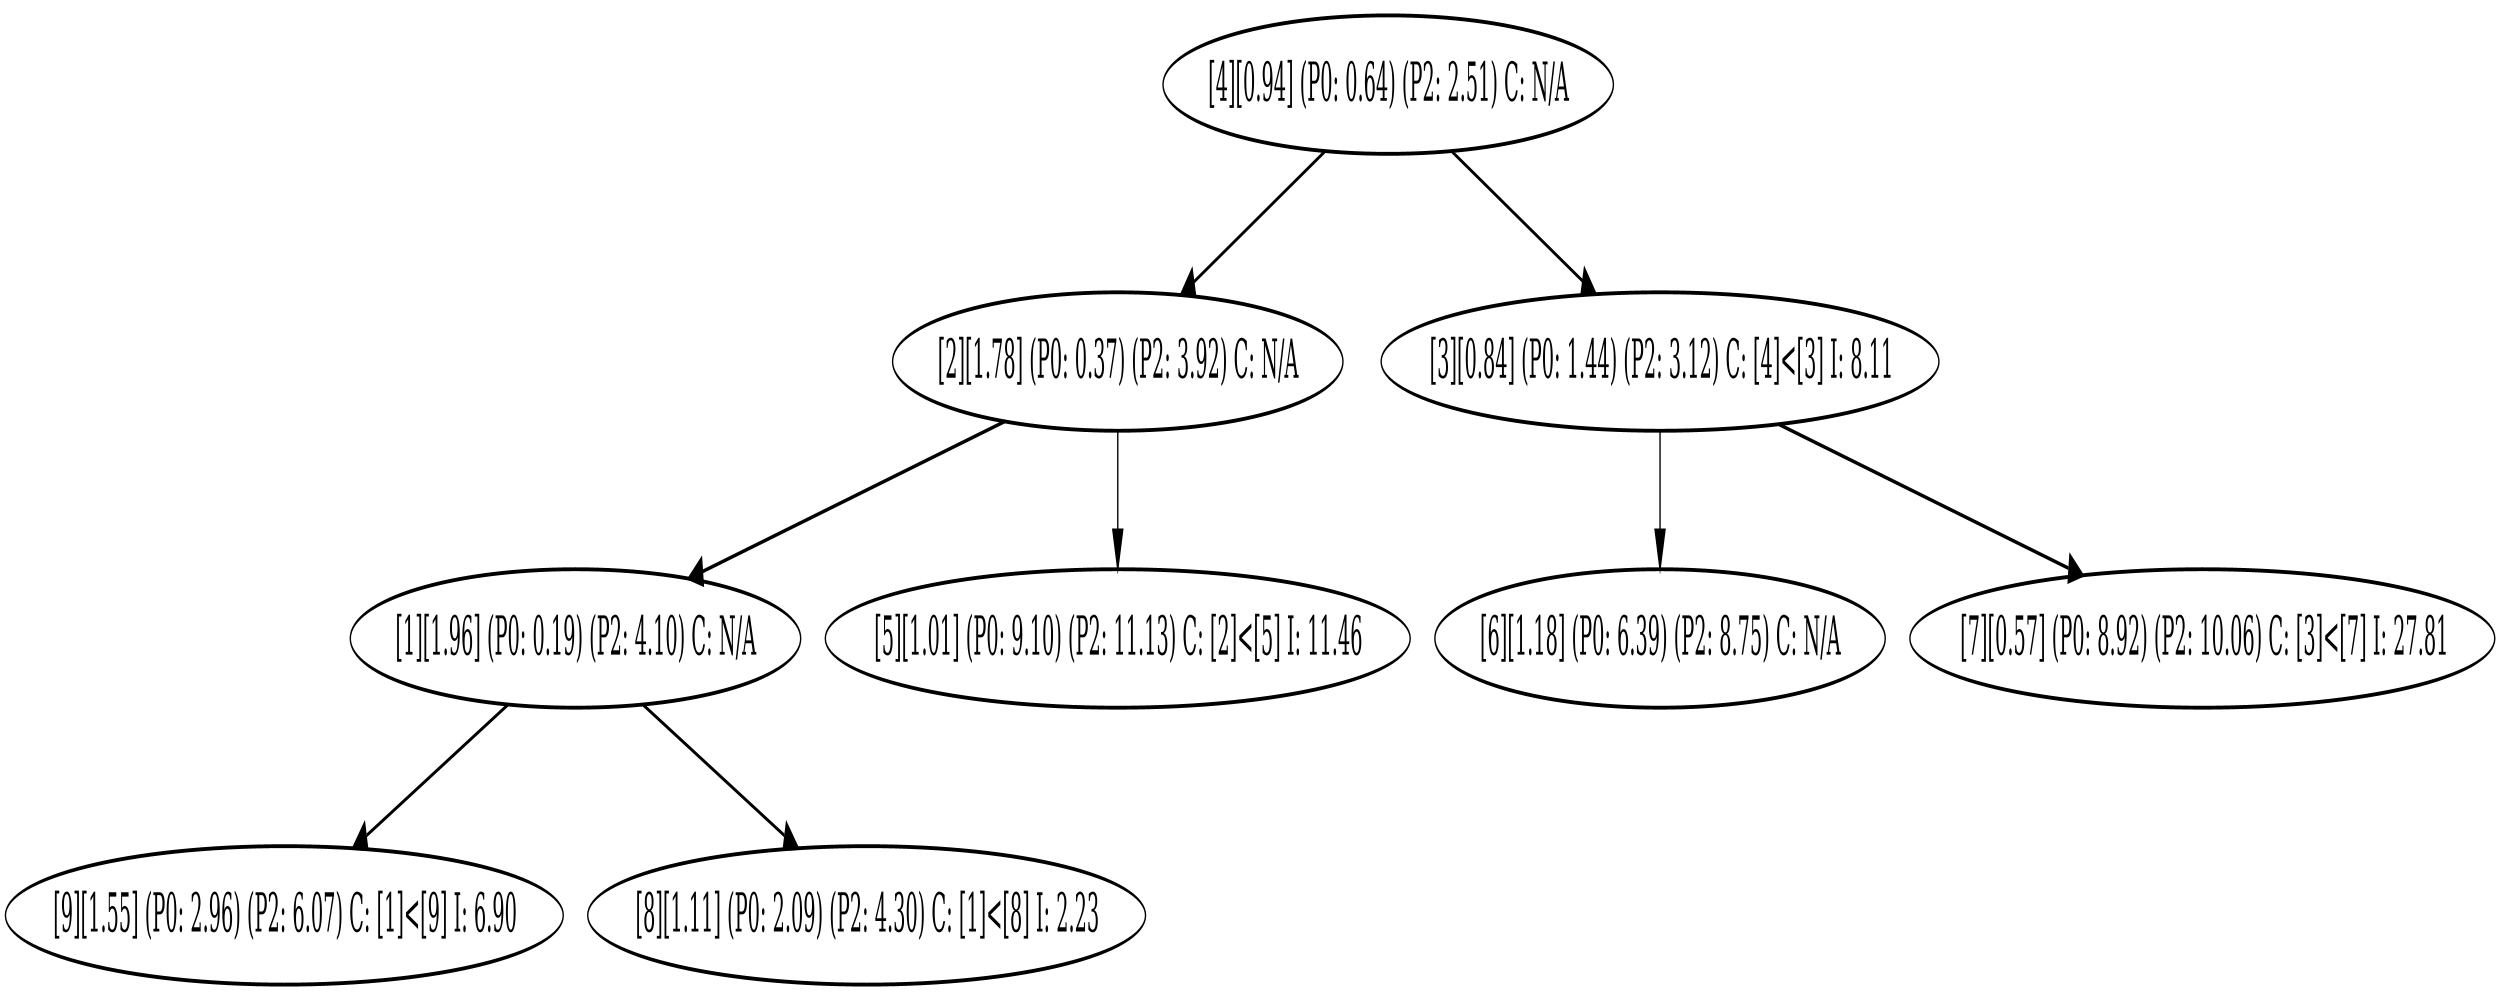 [4][0.94] (P0: 0.64) (P2: 2.51) C: N/A
[2][1.78] (P0: 0.37) (P2: 3.92) C: N/A
[3][0.84] (P0: 1.44) (P2: 3.12) C: [4]<[3] I: 8.11
[1][1.96] (P0: 0.19) (P2: 4.10) C: N/A
[5][1.01] (P0: 9.10) (P2: 11.13) C: [2]<[5] I: 11.46
[6][1.18] (P0: 6.39) (P2: 8.75) C: N/A
[7][0.57] (P0: 8.92) (P2: 10.06) C: [3]<[7] I: 27.81
[9][1.55] (P0: 2.96) (P2: 6.07) C: [1]<[9] I: 6.90
[8][1.11] (P0: 2.09) (P2: 4.30) C: [1]<[8] I: 2.23